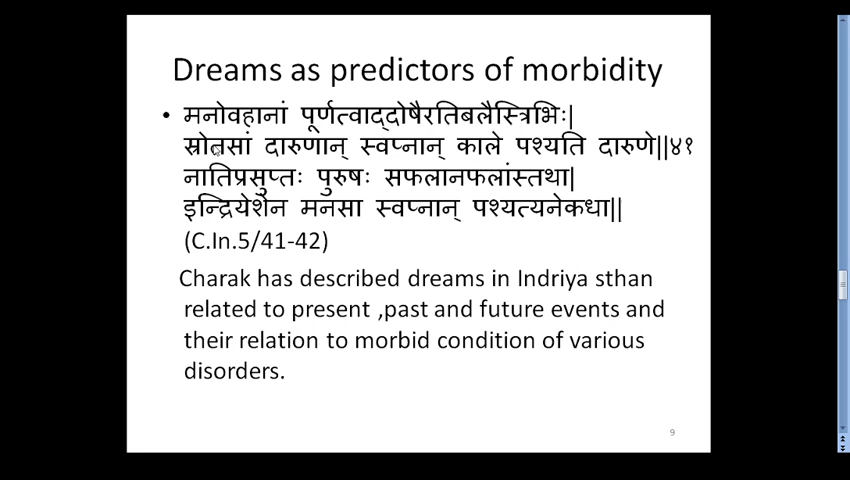 Dreams as predictors of morbidity
• मनोवहानां पूर्णत्वाद्दोषैरतिबलैस्त्रिभिः|
स्रोतसां दारुणान् स्वप्नान् काले पश्यति दारुणे||४१
नातिप्रसुप्तः पुरुषः सफलानफलांस्तथा|
इन्द्रियेशेन मनसा स्वप्नान् पश्यत्यनेकधा||
(C.In.5/41-42)
Charak has described dreams in Indriya sthan
related to present ,past and future events and
their relation to morbid condition of various
disorders.
9